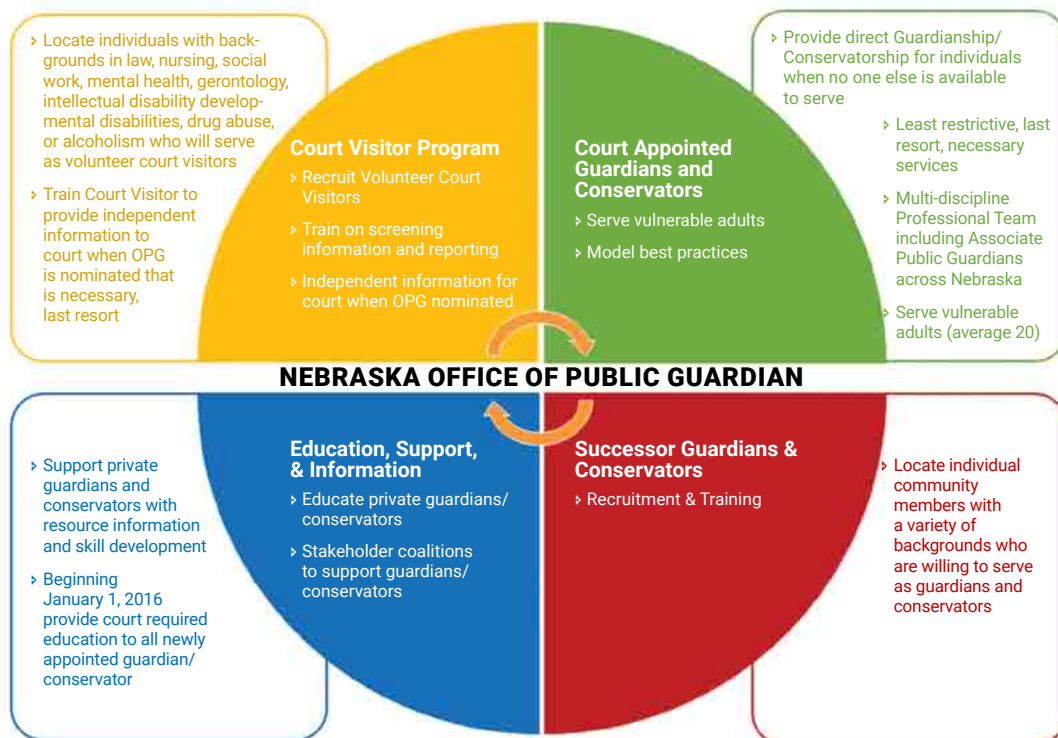 › Locate individuals with back-
grounds in law, nursing, social
work, mental health, gerontology,
intellectual disability develop-
mental disabilities, drug abuse,
or alcoholism who will serve
as volunteer court visitors
› Train Court Visitor to
provide independent
information to
court when OPG
is nominated that
is necessary,
last resort
Court Visitor Program
› Recruit Volunteer Court
Visitors
› Train on screening
information and reporting
› Independent information for
court when OPG nominated
Court Appointed
Guardians and
Conservators
› Serve vulnerable adults
› Model best practices
› Provide direct Guardianship/
Conservatorship for individuals
when no one else is available
to serve
› Least restrictive, last
resort, necessary
services
› Multi-discipline
Professional Team
including Associate
Public Guardians
across Nebraska
› Serve vulnerable
adults (average 20)
NEBRASKA OFFICE OF PUBLIC GUARDIAN
› Support private
guardians and
conservators with
resource information
and skill development
› Beginning
January 1, 2016
provide court required
education to all newly
appointed guardian/
conservator
Education, Support,
& Information
› Educate private guardians/
conservators
› Stakeholder coalitions
to support guardians/
conservators
Successor Guardians &
Conservators
› Recruitment & Training
› Locate individual
community
members with
a variety of
backgrounds who
are willing to serve
as guardians and
conservators